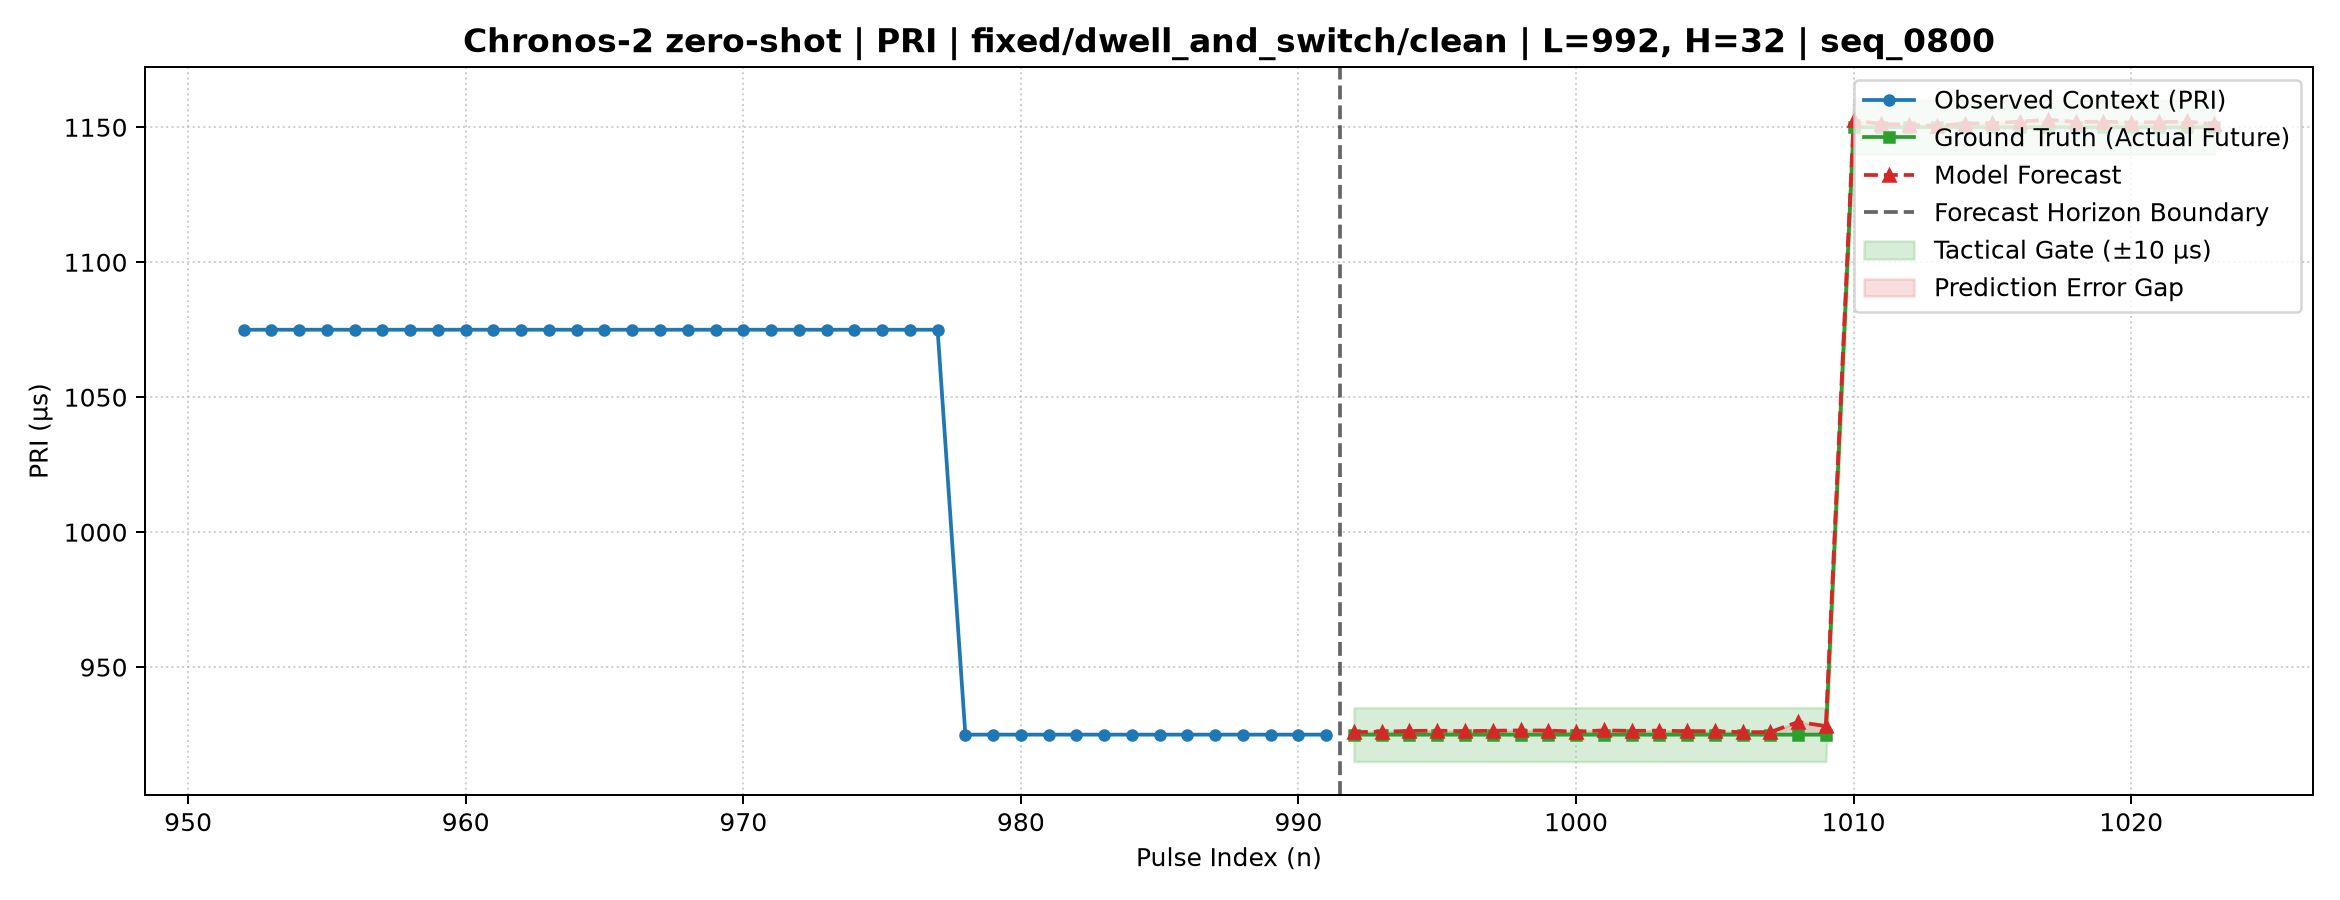 Chronos-2 zero-shot | PRI | fixed/dwell_and_switch/clean | L=992, H=32 | seq_0800
Observed Context (PRI)
Ground Truth (Actual Future)
Model Forecast
Forecast Horizon Boundary
Tactical Gate (±10 μs)
Prediction Error Gap
PRI (μs)
1150
1100
1050
1000
950
950 960 970 980 990 1000 1010 1020
Pulse Index (n)